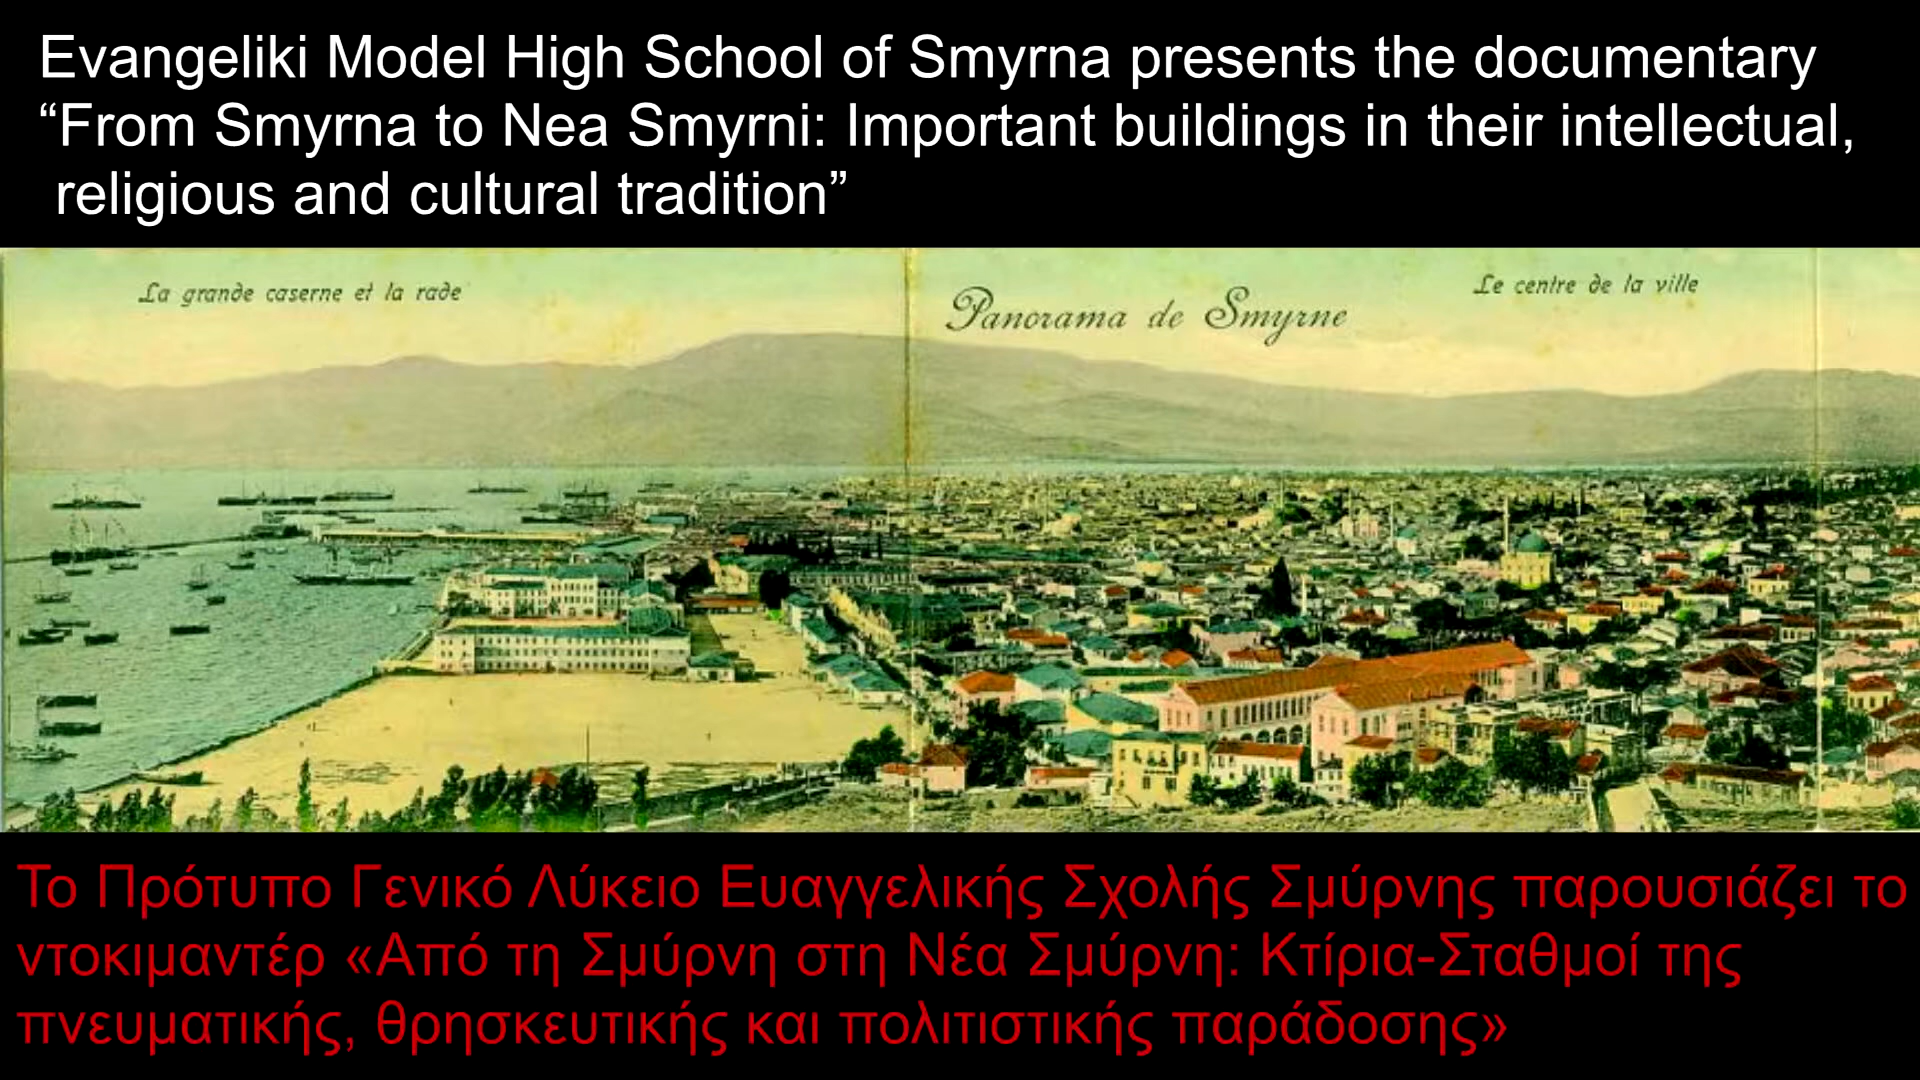 Evangeliki Model High School of Smyrna presents the documentary
“From Smyrna to Nea Smyrni: Important buildings in their intellectual,
religious and cultural tradition”
La grande caserne et la rade
Panorama de Smyrne
Le centre de la ville
Το Πρότυπο Γενικό Λύκειο Ευαγγελικής Σχολής Σμύρνης παρουσιάζει το
ντοκιμαντέρ «Από τη Σμύρνη στη Νέα Σμύρνη: Κτίρια-Σταθμοί της
πνευματικής, θρησκευτικής και πολιτιστικής παράδοσης»